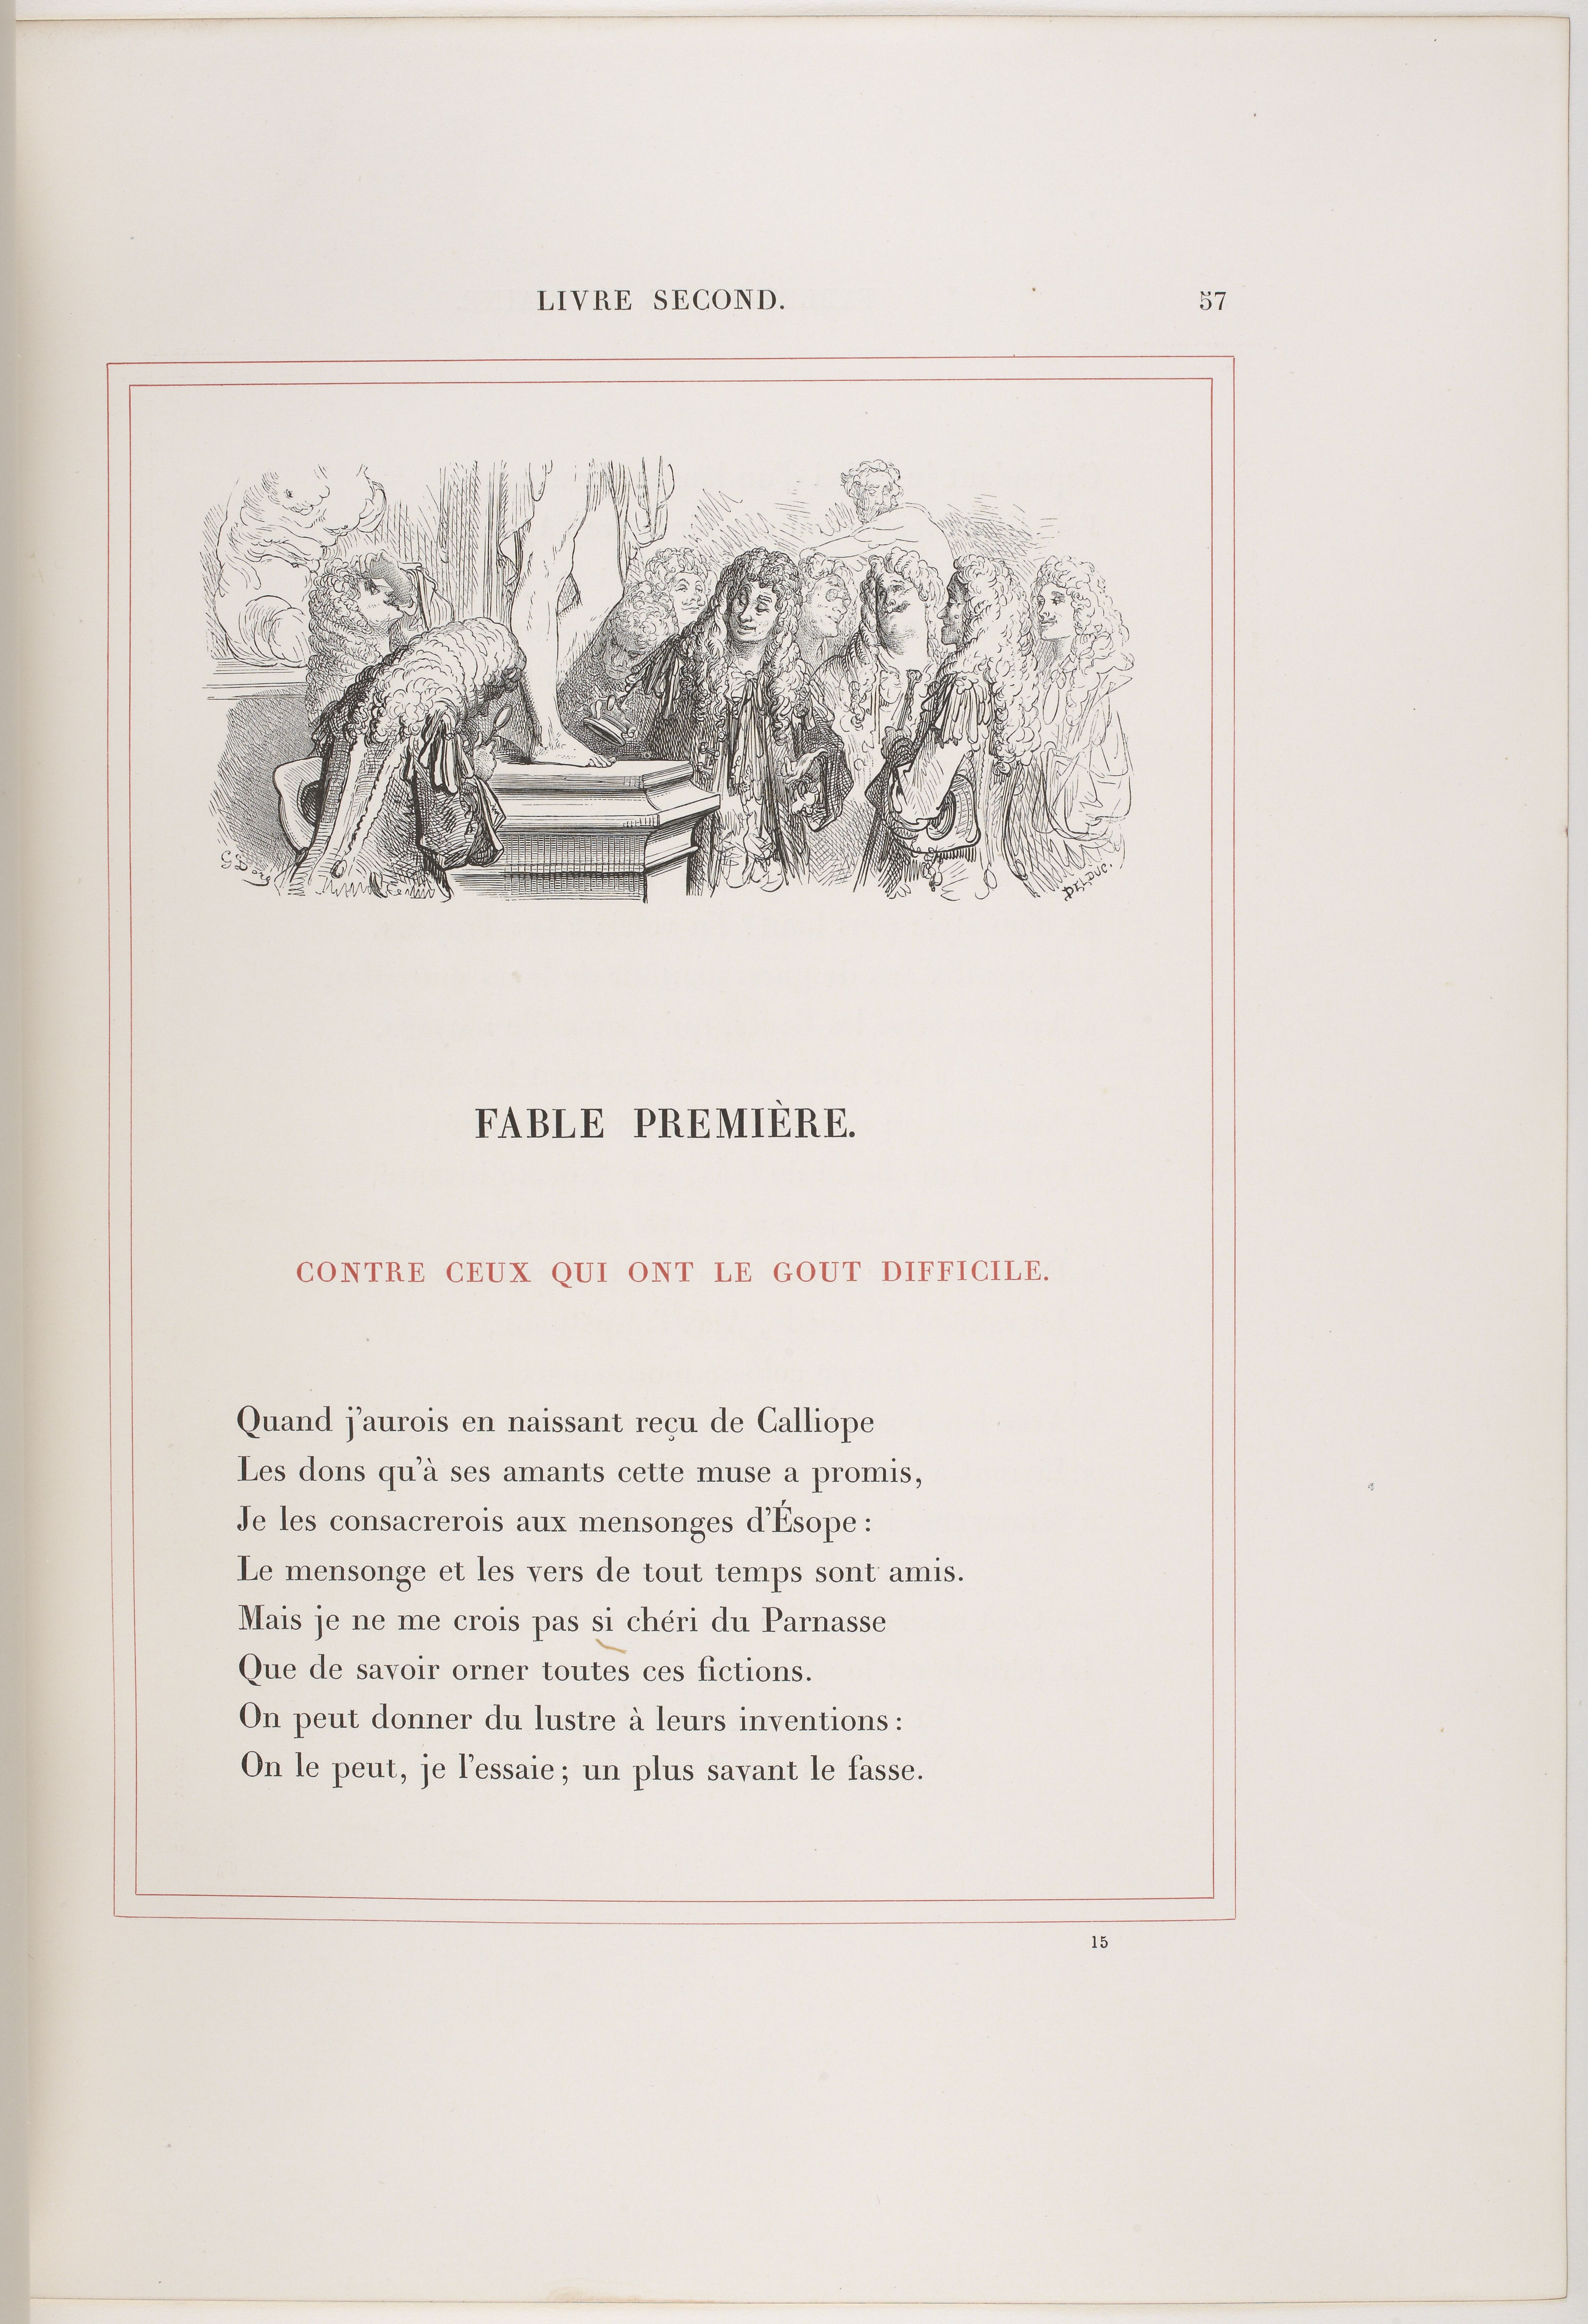 LIVRE SECOND.
57
G Doré
DELDUC.
FABLE PREMIÈRE.
CONTRE CEUX QUI ONT LE GOUT DIFFICILE.
Quand j'aurois en naissant reçu de Calliope
Les dons qu'à ses amants cette muse a promis,
Je les consacrerois aux mensonges d'Ésope :
Le mensonge et les vers de tout temps sont amis.
Mais je ne me crois pas si chéri du Parnasse
Que de savoir orner toutes ces fictions.
On peut donner du lustre à leurs inventions :
On le peut, je l'essaie ; un plus savant le fasse.
15